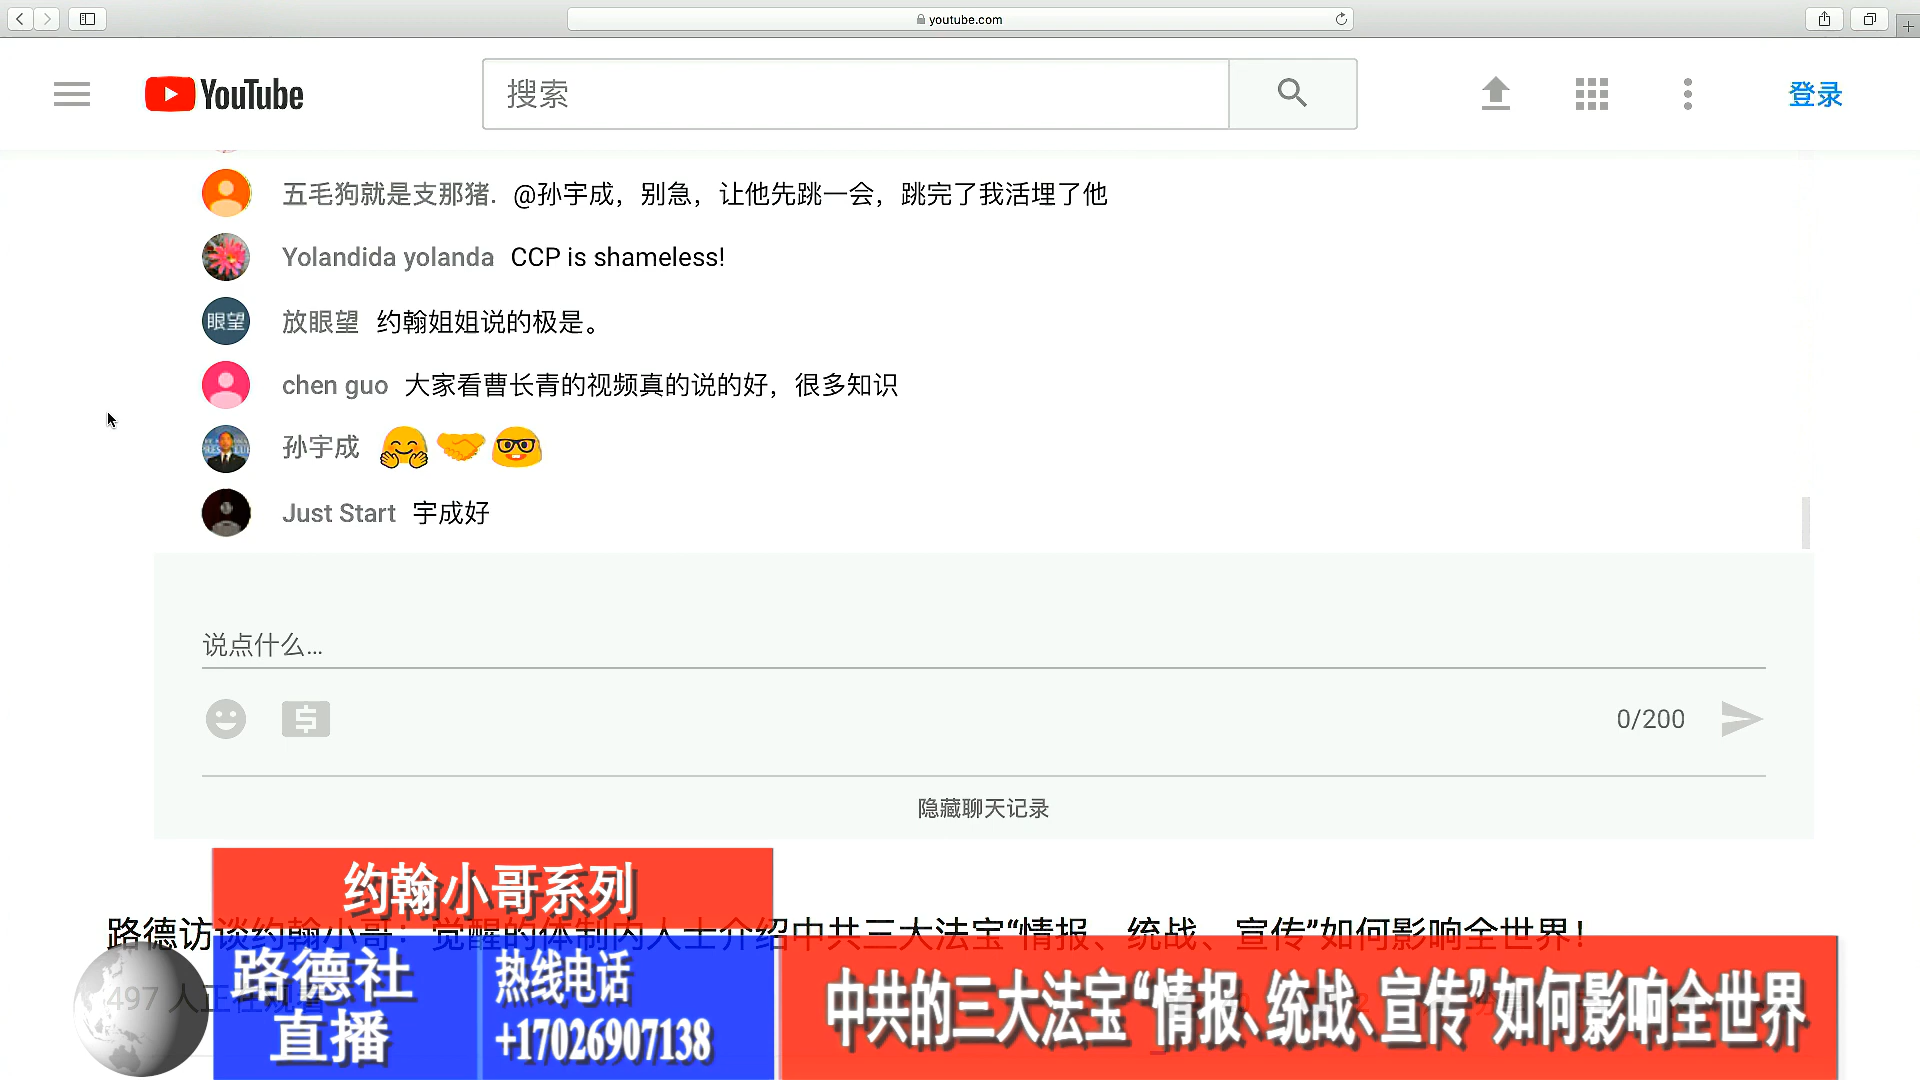 youtube.com
YouTube
搜索
登录
五毛狗就是支那猪. @孙宇成，别急，让他先跳一会，跳完了我活埋了他
Yolandida yolanda CCP is shameless!
眼望
放眼望 约翰姐姐说的极是。
chen guo 大家看曹长青的视频真的说的好，很多知识
孙宇成
Just Start 宇成好
说点什么...
0/200
隐藏聊天记录
约翰小哥系列
路德访谈约翰小哥：觉醒的体制内人士介绍中共三大法宝“情报、统战、宣传”如何影响全世界！
497 人正在观看
路德社
直播
热线电话
+17026907138
中共的三大法宝“情报、统战、宣传”如何影响全世界